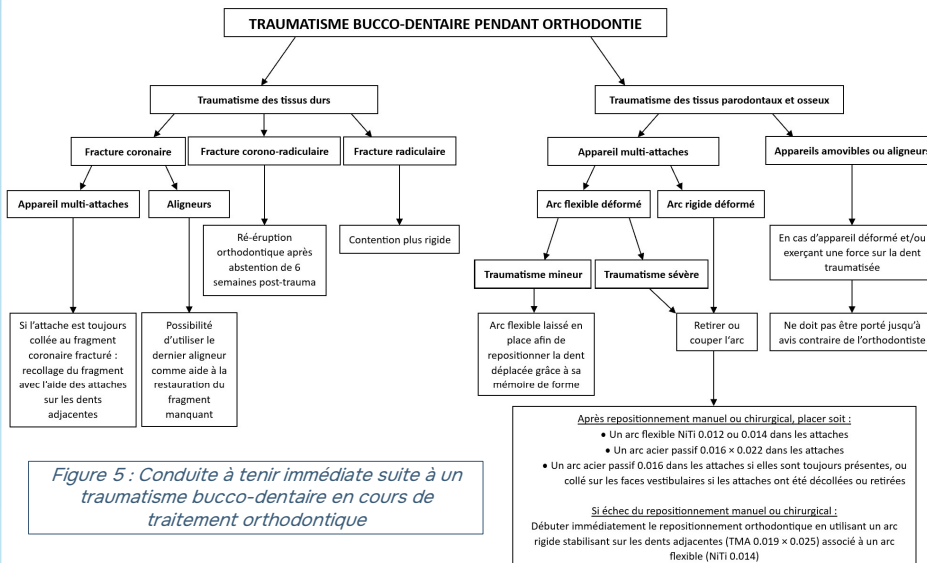 TRAUMATISME BUCCO-DENTAIRE PENDANT ORTHODONTIE
Traumatisme des tissus durs
Traumatisme des tissus parodontaux et osseux
Fracture coronaire
Fracture corono-radiculaire
Fracture radiculaire
Appareil multi-attaches
Appareils amovibles ou aligneurs
Appareil multi-attaches
Aligneurs
Arc flexible déformé
Arc rigide déformé
Ré-éruption
orthodontique après
abstention de 6
semaines post-trauma
Contention plus rigide
En cas d'appareil déformé et/ou
exerçant une force sur la dent
traumatisée
Traumatisme mineur
Traumatisme sévère
Si l'attache est toujours
collée au fragment
coronaire fracturé :
recollage du fragment
avec l'aide des attaches
sur les dents
adjacentes
Possibilité
d'utiliser le
dernier aligneur
comme aide à la
restauration du
fragment
manquant
Arc flexible laissé en
place afin de
repositionner la dent
déplacée grâce à sa
mémoire de forme
Retirer ou
couper l'arc
Ne doit pas être porté jusqu'à
avis contraire de l'orthodontiste
Après repositionnement manuel ou chirurgical, placer soit :
• Un arc flexible NiTi 0.012 ou 0.014 dans les attaches
• Un arc acier passif 0.016 × 0.022 dans les attaches
• Un arc acier passif 0.016 dans les attaches si elles sont toujours présentes, ou
collé sur les faces vestibulaires si les attaches ont été décollées ou retirées
Si échec du repositionnement manuel ou chirurgical :
Débuter immédiatement le repositionnement orthodontique en utilisant un arc
rigide stabilisant sur les dents adjacentes (TMA 0.019 × 0.025) associé à un arc
flexible (NiTi 0.014)
Figure 5 : Conduite à tenir immédiate suite à un
traumatisme bucco-dentaire en cours de
traitement orthodontique